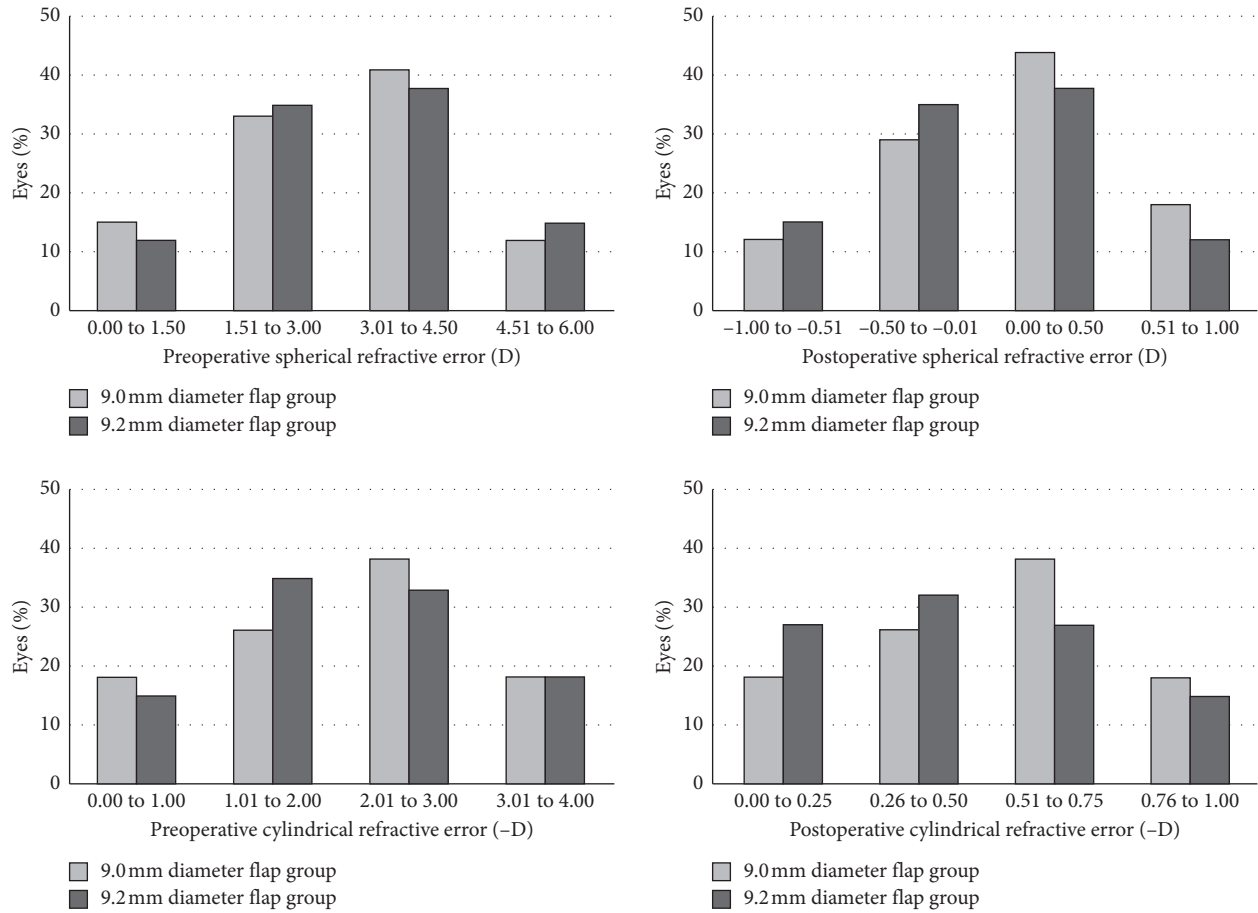 50
40
30
20
10
0
Eyes (%)
0.00 to 1.50 1.51 to 3.00 3.01 to 4.50 4.51 to 6.00
Preoperative spherical refractive error (D)
9.0 mm diameter flap group
9.2 mm diameter flap group
50
40
30
20
10
0
Eyes (%)
–1.00 to –0.51 –0.50 to –0.01 0.00 to 0.50 0.51 to 1.00
Postoperative spherical refractive error (D)
9.0 mm diameter flap group
9.2 mm diameter flap group
50
40
30
20
10
0
Eyes (%)
0.00 to 1.00 1.01 to 2.00 2.01 to 3.00 3.01 to 4.00
Preoperative cylindrical refractive error (–D)
9.0 mm diameter flap group
9.2 mm diameter flap group
50
40
30
20
10
0
Eyes (%)
0.00 to 0.25 0.26 to 0.50 0.51 to 0.75 0.76 to 1.00
Postoperative cylindrical refractive error (–D)
9.0 mm diameter flap group
9.2 mm diameter flap group